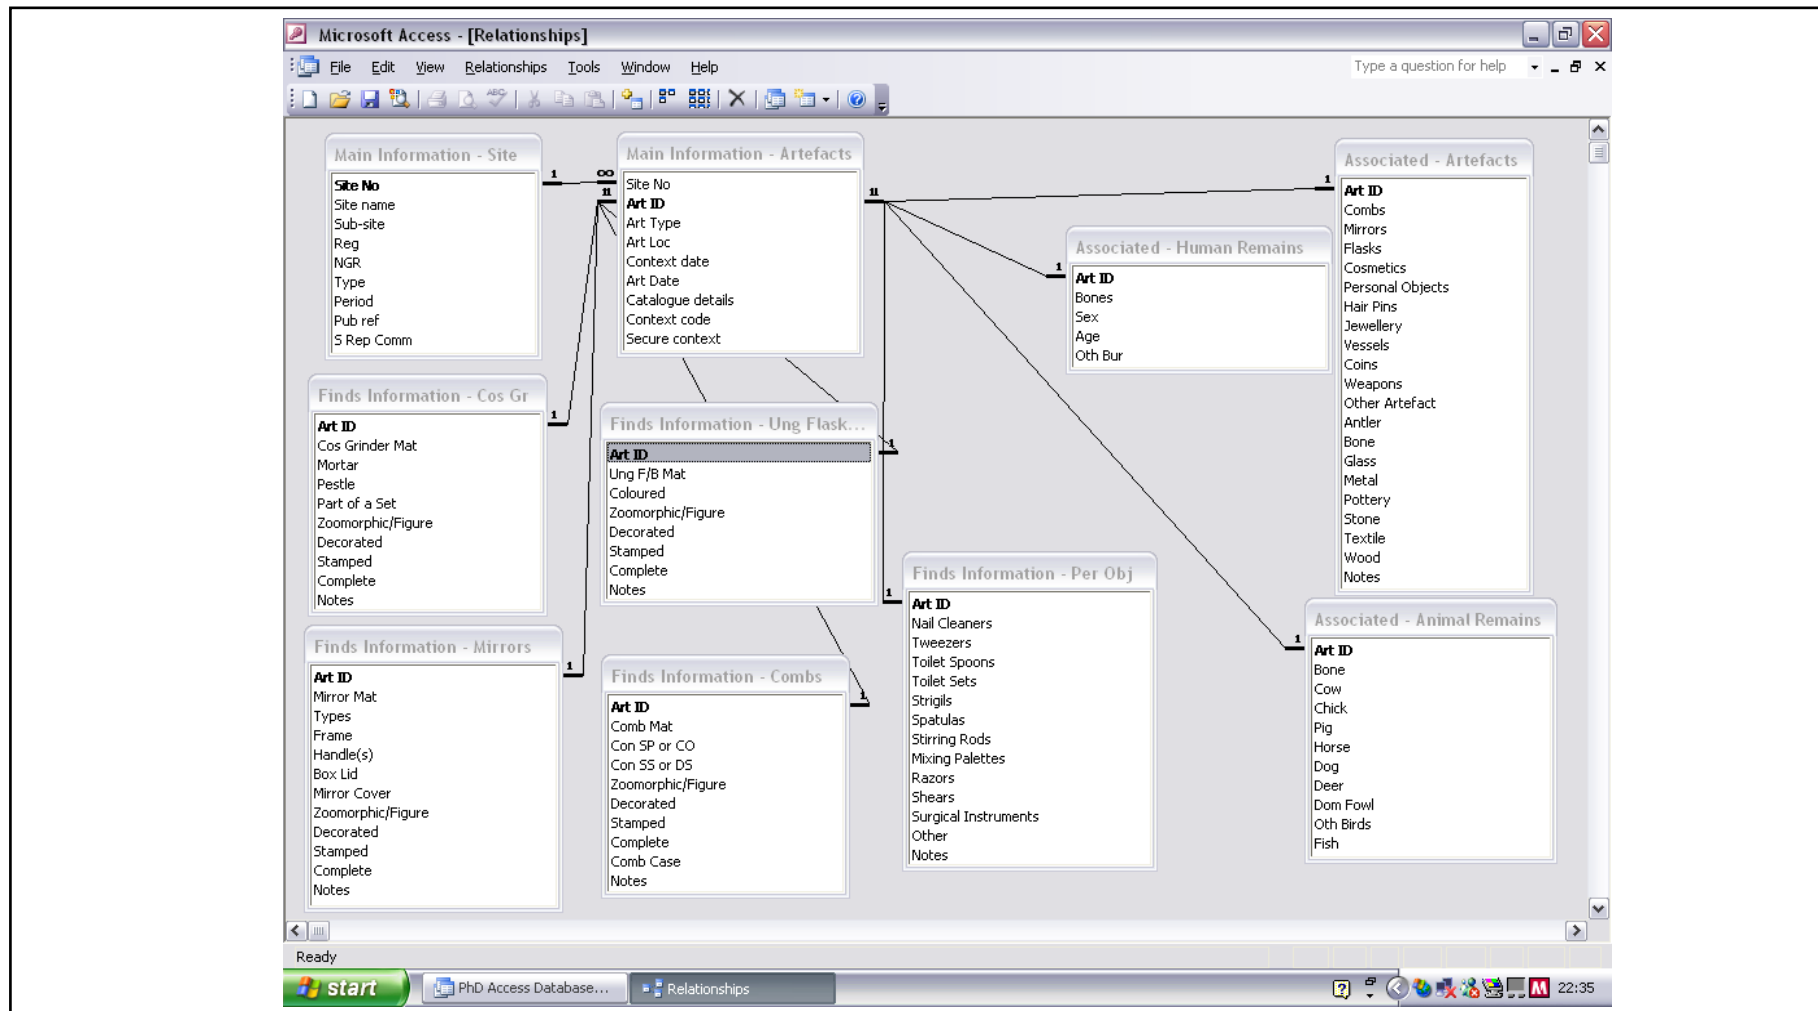 Microsoft Access - [Relationships]
File Edit View Relationships Tools Window Help
Type a question for help
Main Information - Site
Site No
Site name
Sub-site
Reg
NGR
Type
Period
Pub ref
S Rep Comm
1
∞
Main Information - Artefacts
Site No
Art ID
Art Type
Art Loc
Context date
Art Date
Catalogue details
Context code
Secure context
11
11
Associated - Artefacts
1
Art ID
Combs
Mirrors
Flasks
Cosmetics
Personal Objects
Hair Pins
Jewellery
Vessels
Coins
Weapons
Other Artefact
Antler
Bone
Glass
Metal
Pottery
Stone
Textile
Wood
Notes
Associated - Human Remains
1
Art ID
Bones
Sex
Age
Oth Bur
Finds Information - Cos Gr
1
Art ID
Cos Grinder Mat
Mortar
Pestle
Part of a Set
Zoomorphic/Figure
Decorated
Stamped
Complete
Notes
Finds Information - Ung Flask...
1
Art ID
Ung F/B Mat
Coloured
Zoomorphic/Figure
Decorated
Stamped
Complete
Notes
Finds Information - Per Obj
1
Art ID
Nail Cleaners
Tweezers
Toilet Spoons
Toilet Sets
Strigils
Spatulas
Stirring Rods
Mixing Palettes
Razors
Shears
Surgical Instruments
Other
Notes
Associated - Animal Remains
1
Art ID
Bone
Cow
Chick
Pig
Horse
Dog
Deer
Dom Fowl
Oth Birds
Fish
Finds Information - Mirrors
1
Art ID
Mirror Mat
Types
Frame
Handle(s)
Box Lid
Mirror Cover
Zoomorphic/Figure
Decorated
Stamped
Complete
Notes
Finds Information - Combs
1
Art ID
Comb Mat
Con SP or CO
Con SS or DS
Zoomorphic/Figure
Decorated
Stamped
Complete
Comb Case
Notes
Ready
start PhD Access Database... Relationships 22:35